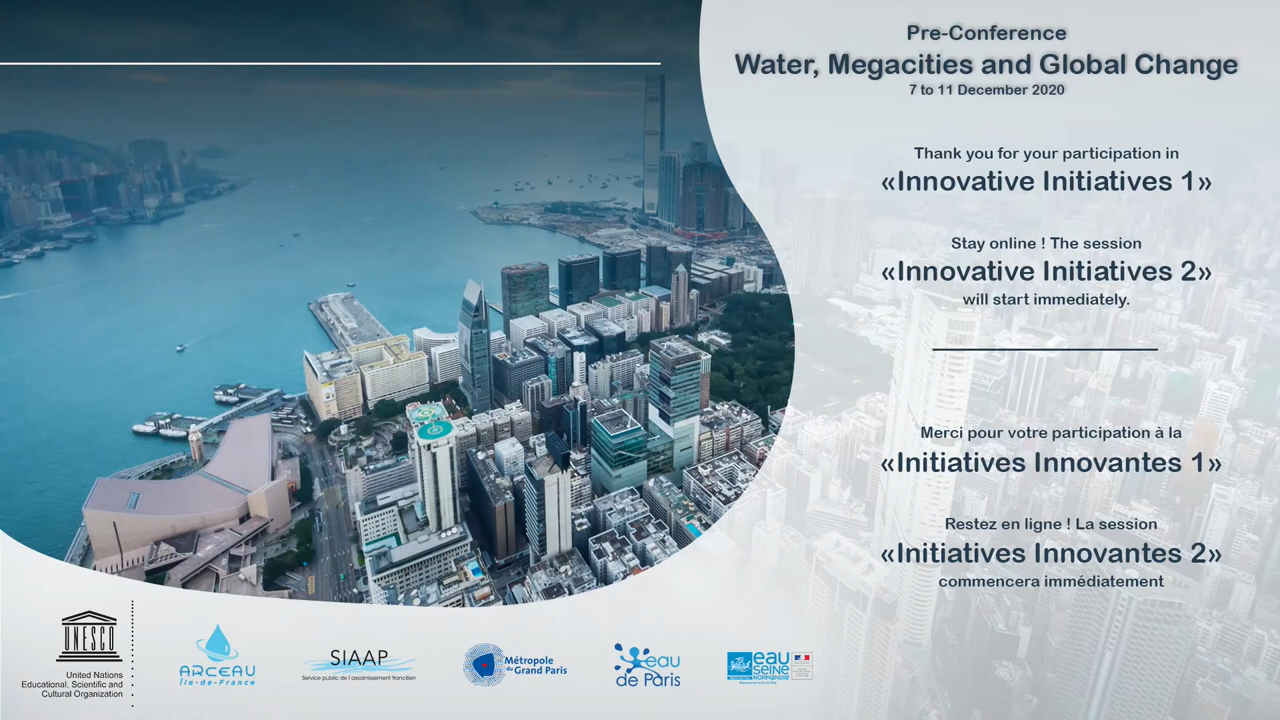 Pre-Conference
Water, Megacities and Global Change
7 to 11 December 2020
Thank you for your participation in
«Innovative Initiatives 1»
Stay online ! The session
«Innovative Initiatives 2»
will start immediately.
Merci pour votre participation à la
«Initiatives Innovantes 1»
Restez en ligne ! La session
«Initiatives Innovantes 2»
commencera immédiatement
UNESCO
United Nations
Educational, Scientific and
Cultural Organization
ARCEAU
Île-de-France
SIAAP
Service public de l'assainissement francilien
Métropole
du Grand Paris
eau
de Paris
eau
SEINE
NORMANDIE